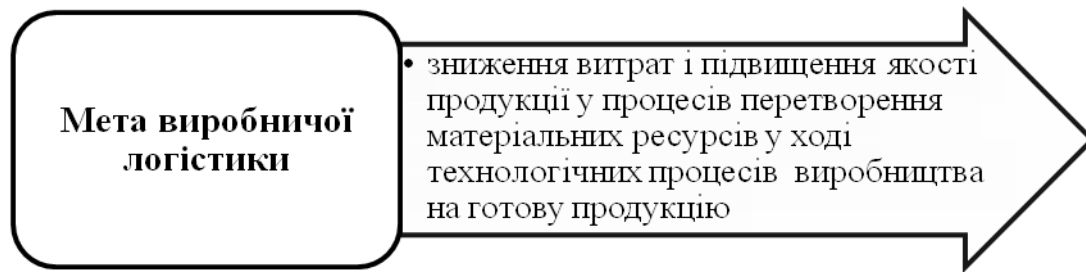 Мета виробничої
логістики
• зниження витрат і підвищення якості
продукції у процесів перетворення
матеріальних ресурсів у ході
технологічних процесів виробництва
на готову продукцію